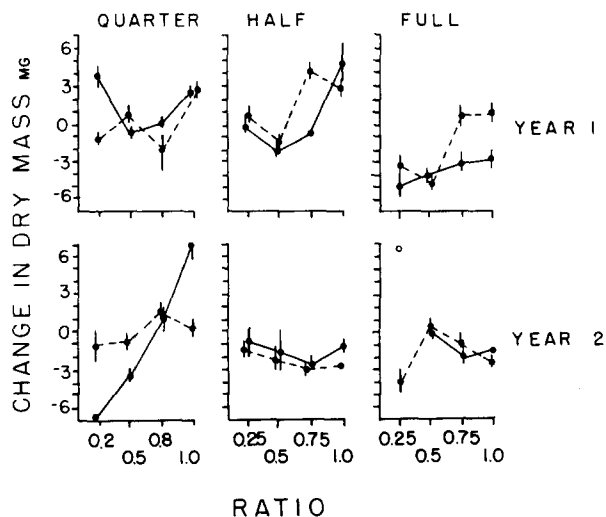 QUARTER HALF FULL
6
3
0
-3
-6
YEAR 1
CHANGE IN DRY MASS MG
6
3
0
-3
-6
YEAR 2
0.2 0.8 0.25 0.75 0.25 0.75
0.5 1.0 0.5 1.0 0.5 1.0
RATIO